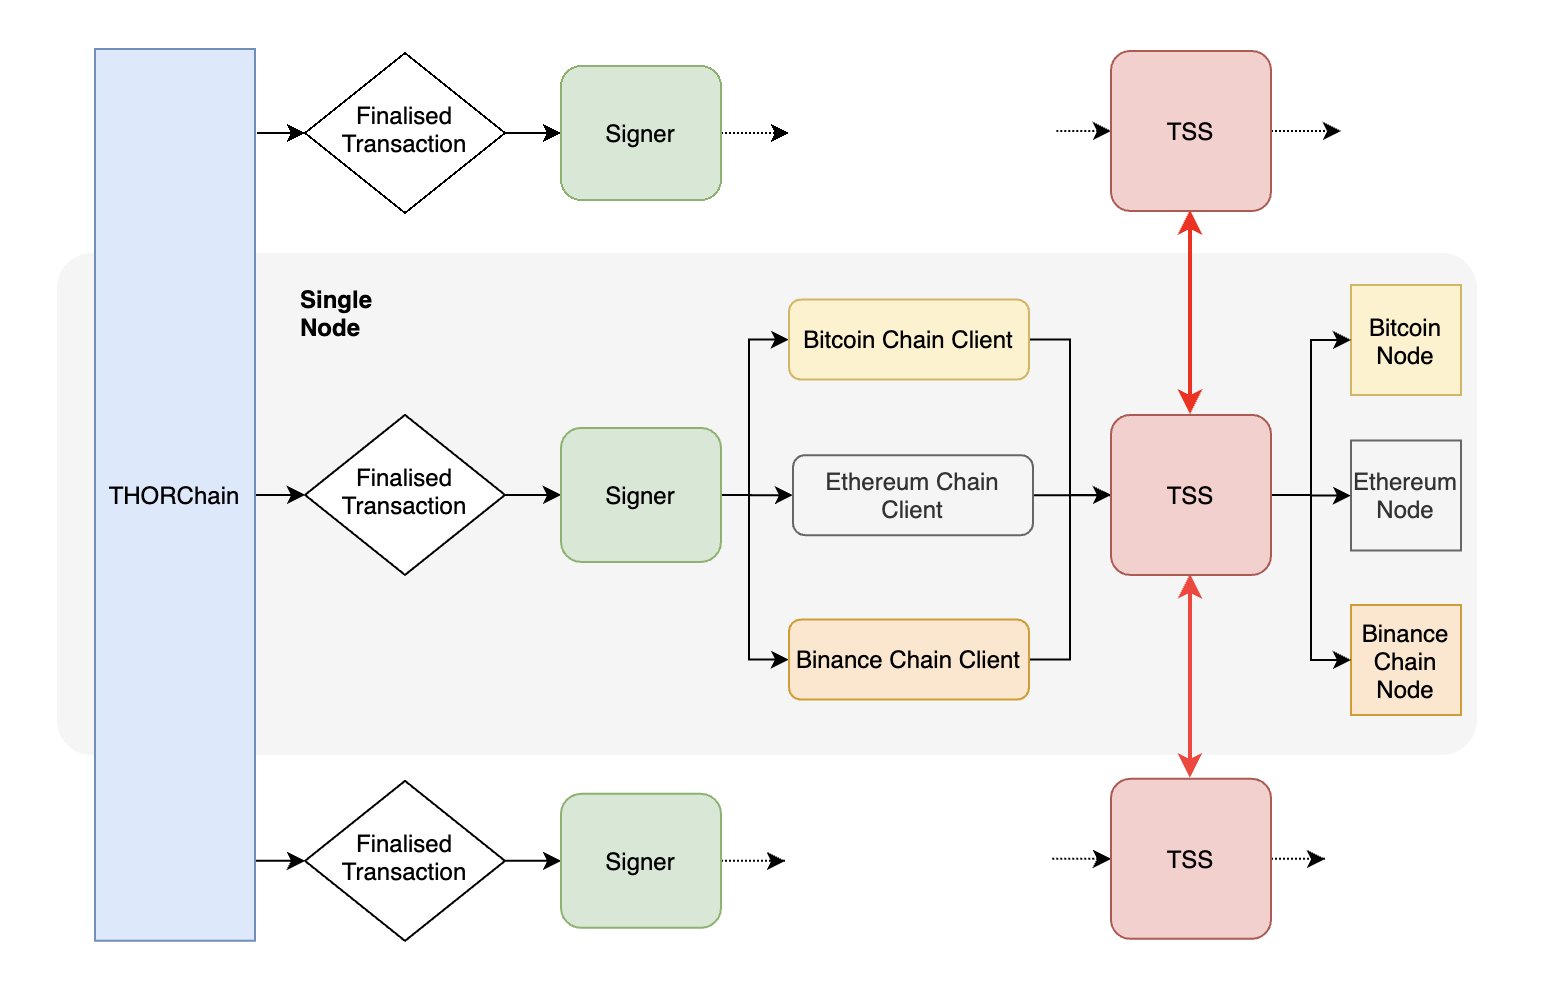 Finalised
Transaction
Signer
TSS
Single
Node
Bitcoin Chain Client
Bitcoin
Node
THORChain
Finalised
Transaction
Signer
Ethereum Chain
Client
TSS
Ethereum
Node
Binance Chain Client
Binance
Chain
Node
Finalised
Transaction
Signer
TSS